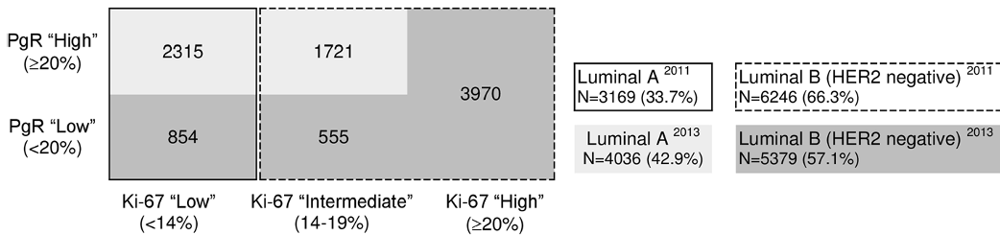 PgR “High”
(≥20%)
2315
1721
3970
PgR “Low”
(<20%)
854
555
Ki-67 “Low”
(<14%)
Ki-67 “Intermediate”
(14-19%)
Ki-67 “High”
(≥20%)
Luminal A 2011
N=3169 (33.7%)
Luminal B (HER2 negative) 2011
N=6246 (66.3%)
Luminal A 2013
N=4036 (42.9%)
Luminal B (HER2 negative) 2013
N=5379 (57.1%)